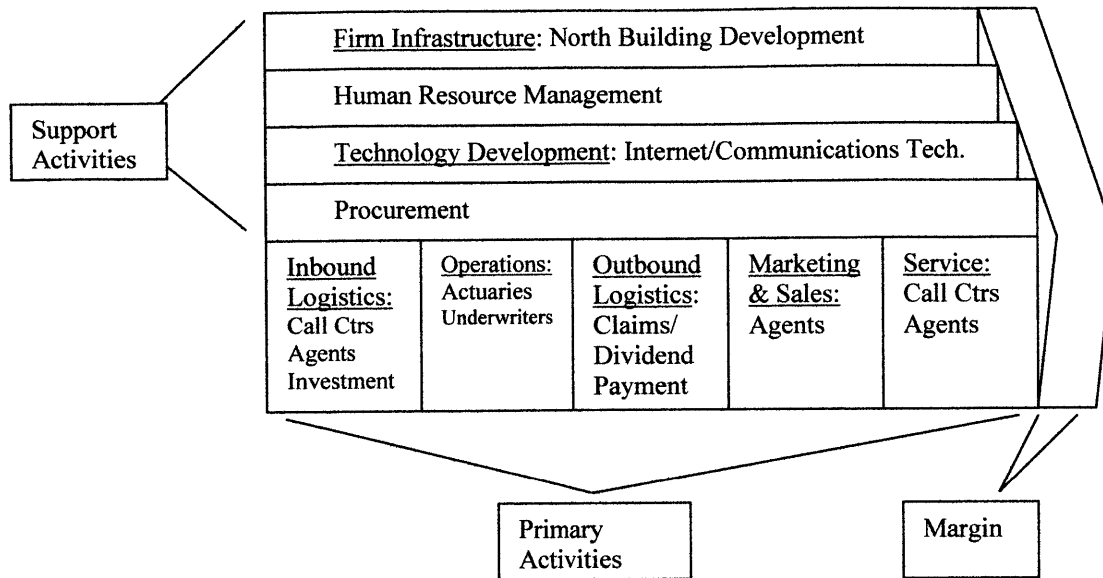 Firm Infrastructure: North Building Development
Human Resource Management
Support
Activities
Technology Development: Internet/Communications Tech.
Procurement
Inbound
Logistics:
Call Ctrs
Agents
Investment
Operations:
Actuaries
Underwriters
Outbound
Logistics:
Claims/
Dividend
Payment
Marketing
& Sales:
Agents
Service:
Call Ctrs
Agents
Primary
Activities
Margin